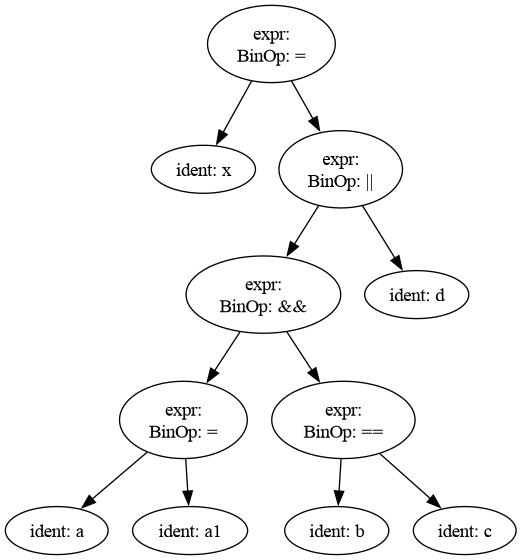 expr:
BinOp: =
ident: x
expr:
BinOp: ||
expr:
BinOp: &&
ident: d
expr:
BinOp: =
expr:
BinOp: ==
ident: a
ident: a1
ident: b
ident: c